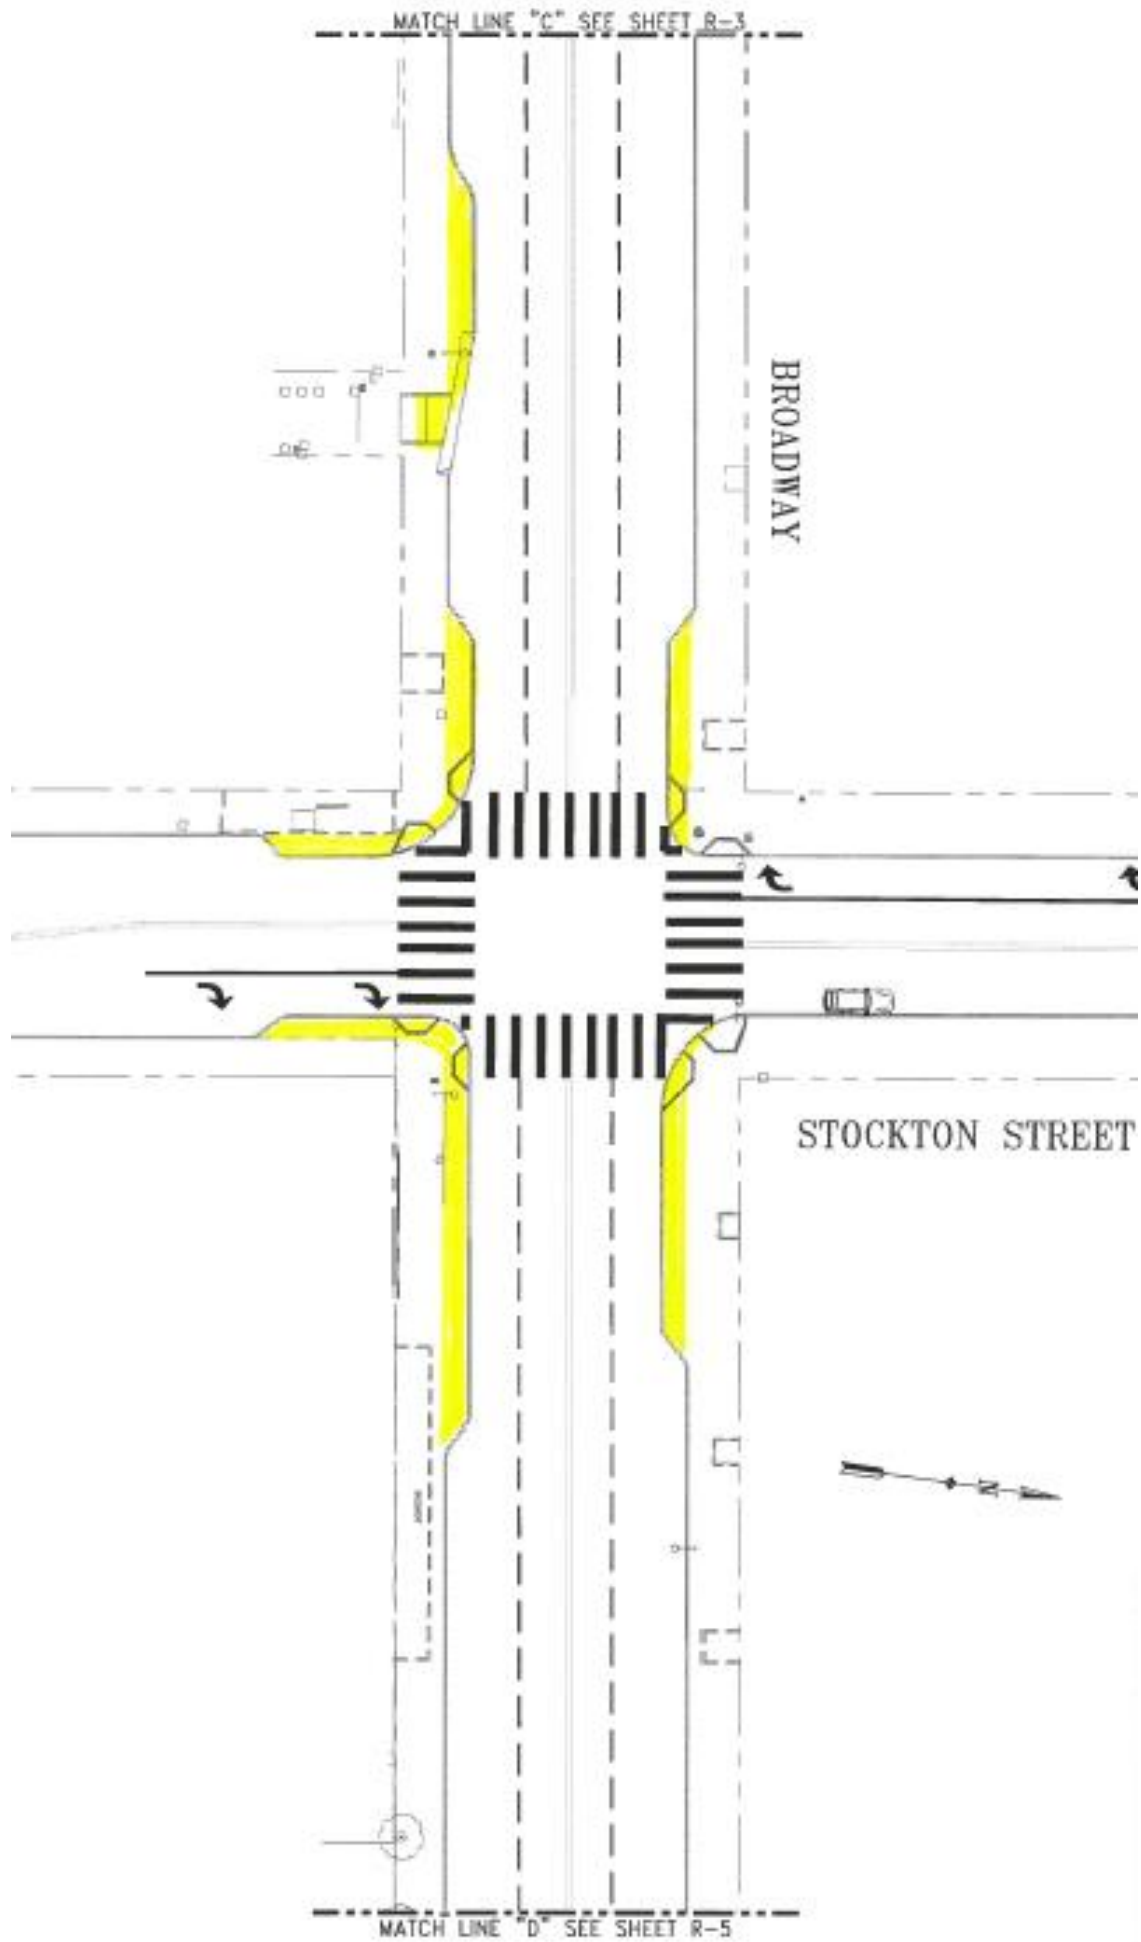 MATCH LINE "C" SEE SHEET R-3
BROADWAY
STOCKTON STREET
N
MATCH LINE "D" SEE SHEET R-5